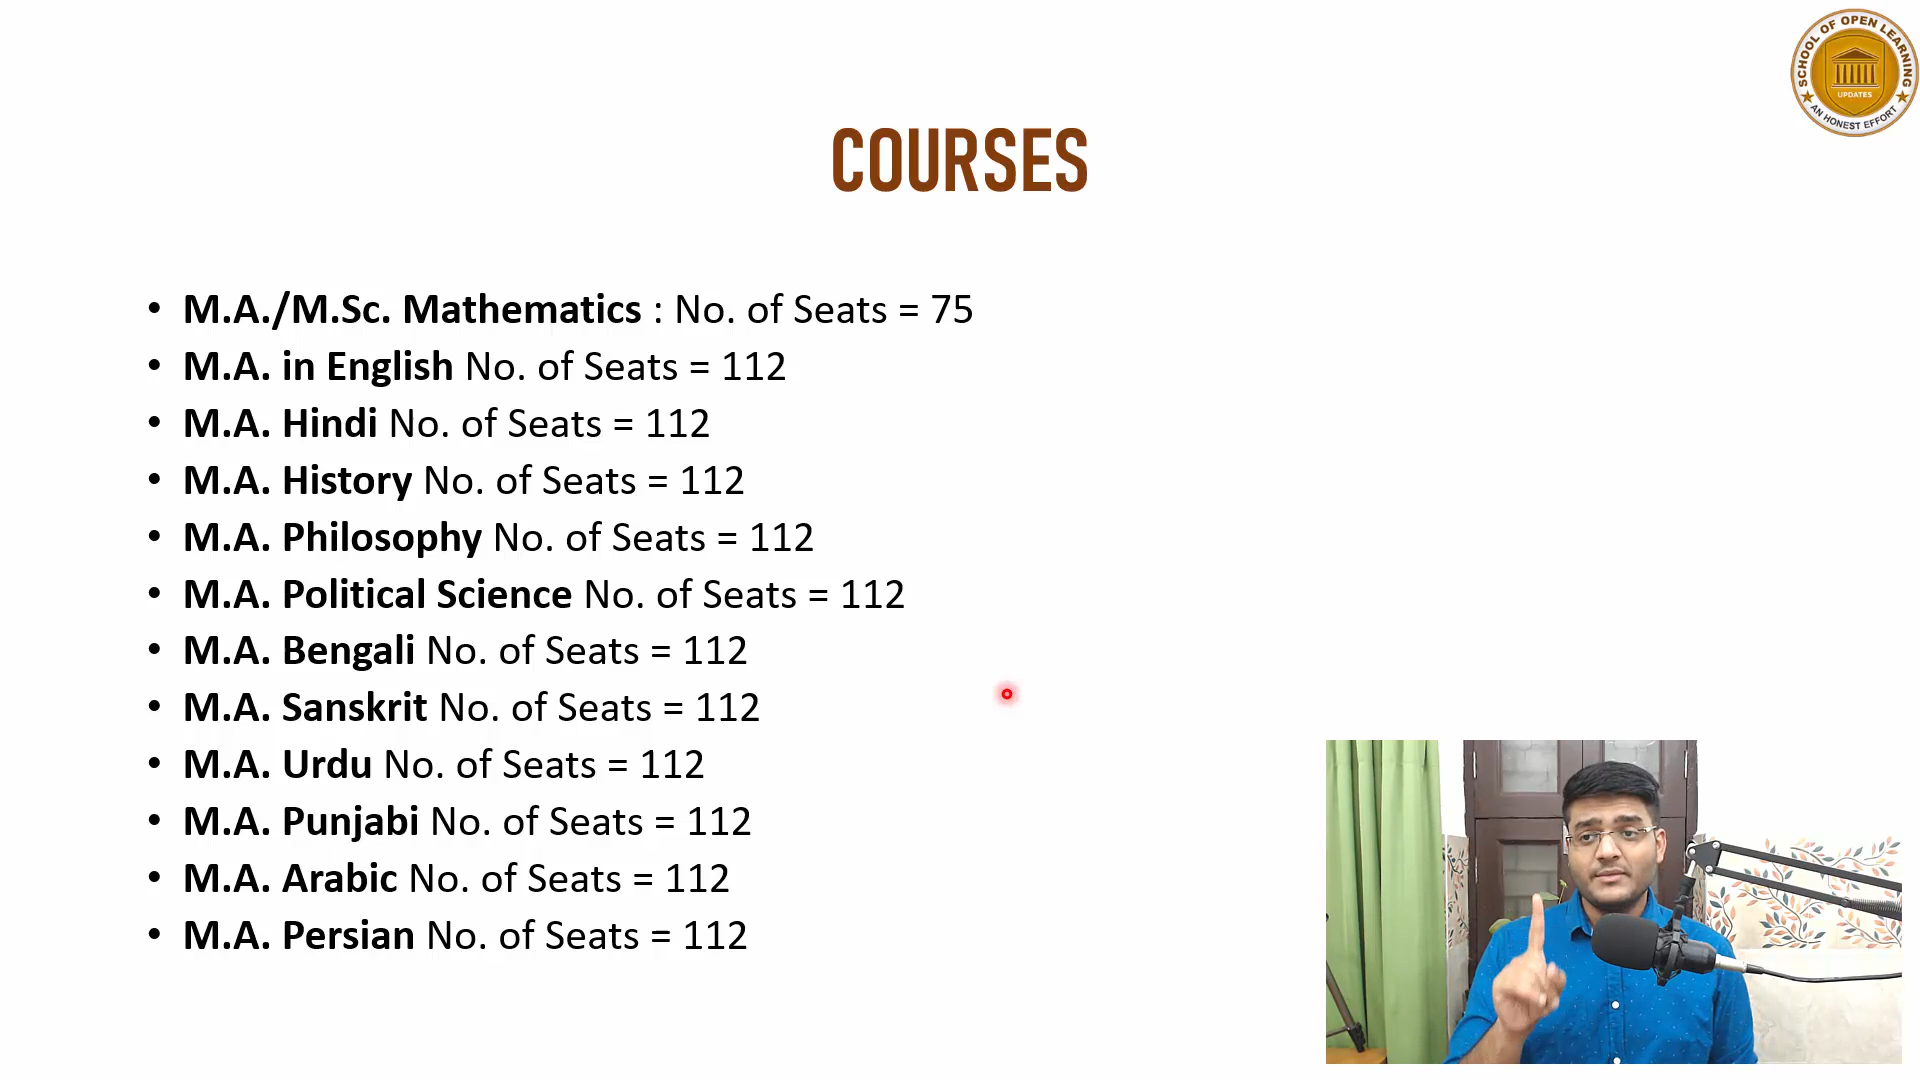 SCHOOL OF OPEN LEARNING
UPDATES
AN HONEST EFFORT
COURSES
• M.A./M.Sc. Mathematics : No. of Seats = 75
• M.A. in English No. of Seats = 112
• M.A. Hindi No. of Seats = 112
• M.A. History No. of Seats = 112
• M.A. Philosophy No. of Seats = 112
• M.A. Political Science No. of Seats = 112
• M.A. Bengali No. of Seats = 112
• M.A. Sanskrit No. of Seats = 112
• M.A. Urdu No. of Seats = 112
• M.A. Punjabi No. of Seats = 112
• M.A. Arabic No. of Seats = 112
• M.A. Persian No. of Seats = 112